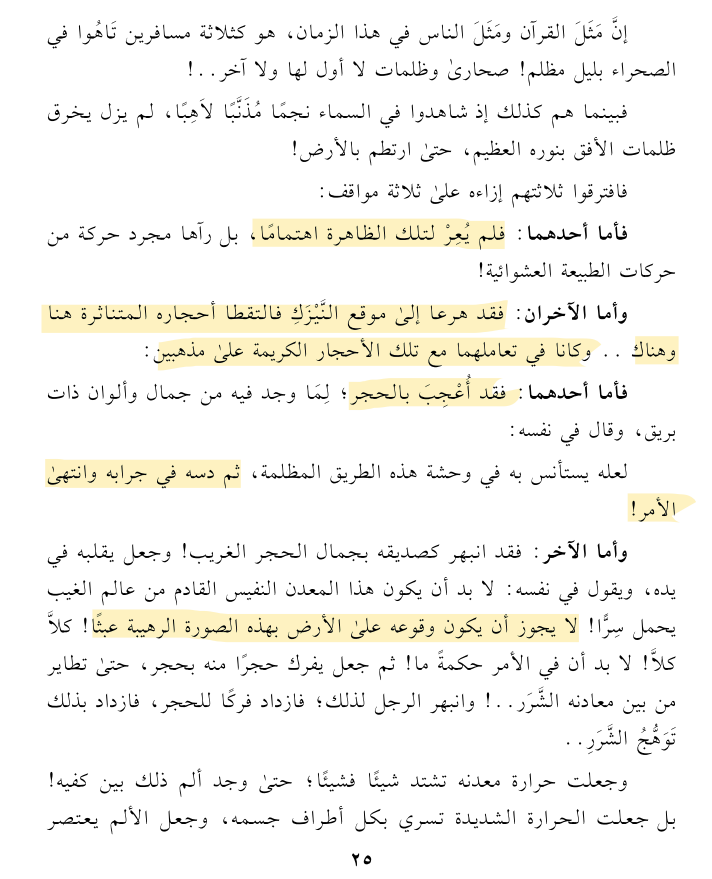 إنَّ مَثَلَ القرآن ومَثَلَ الناس في هذا الزمان، هو كثلاثة مسافرين تَاهُوا في
الصحراء بليل مظلم! صحارىٰ وظلمات لا أول لها ولا آخر..!
فبينما هم كذلك إذ شاهدوا في السماء نجمًا مُذَنَّبًا لاَهِبًا، لم يزل يخرق
ظلمات الأفق بنوره العظيم، حتىٰ ارتطم بالأرض!
فافترقوا ثلاثتهم إزاءه علىٰ ثلاثة مواقف:
فأما أحدهما: فلم يُعِرْ لتلك الظاهرة اهتمامًا، بل رآها مجرد حركة من
حركات الطبيعة العشوائية!
وأما الآخران: فقد هرعا إلىٰ موقع النَّيْزَكِ فالتقطا أحجاره المتناثرة هنا
وهناك .. وكانا في تعاملهما مع تلك الأحجار الكريمة علىٰ مذهبين:
فأما أحدهما: فقد أُعْجِبَ بالحجر؛ لِمَا وجد فيه من جمال وألوان ذات
بريق، وقال في نفسه:
لعله يستأنس به في وحشة هذه الطريق المظلمة، ثم دسه في جرابه وانتهىٰ
الأمر!
وأما الآخر: فقد انبهر كصديقه بجمال الحجر الغريب! وجعل يقلبه في
يده، ويقول في نفسه: لا بد أن يكون هذا المعدن النفيس القادم من عالم الغيب
يحمل سِرًّا! لا يجوز أن يكون وقوعه علىٰ الأرض بهذه الصورة الرهيبة عبثًا! كلاَّ
كلاَّ! لا بد أن في الأمر حكمةً ما! ثم جعل يفرك حجرًا منه بحجر، حتىٰ تطاير
من بين معادنه الشَّرَر..! وانبهر الرجل لذلك؛ فازداد فركًا للحجر، فازداد بذلك
تَوَهُّجُ الشَّرَرِ..
وجعلت حرارة معدنه تشتد شيئًا فشيئًا؛ حتىٰ وجد ألم ذلك بين كفيه!
بل جعلت الحرارة الشديدة تسري بكل أطراف جسمه، وجعل الألم يعتصر
٢٥